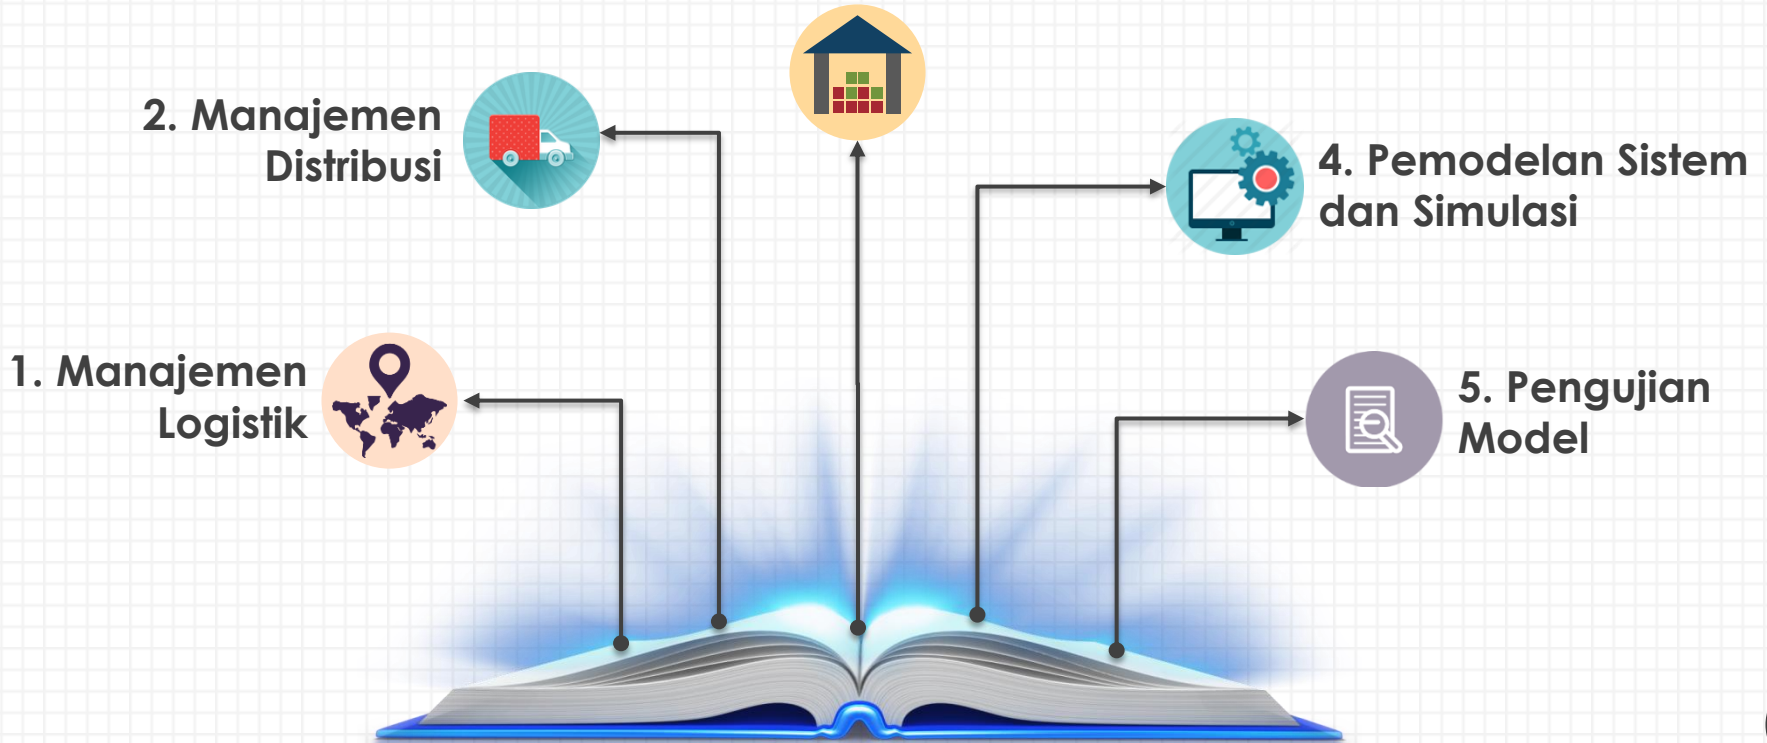 2. Manajemen
Distribusi
4. Pemodelan Sistem
dan Simulasi
1. Manajemen
Logistik
5. Pengujian
Model